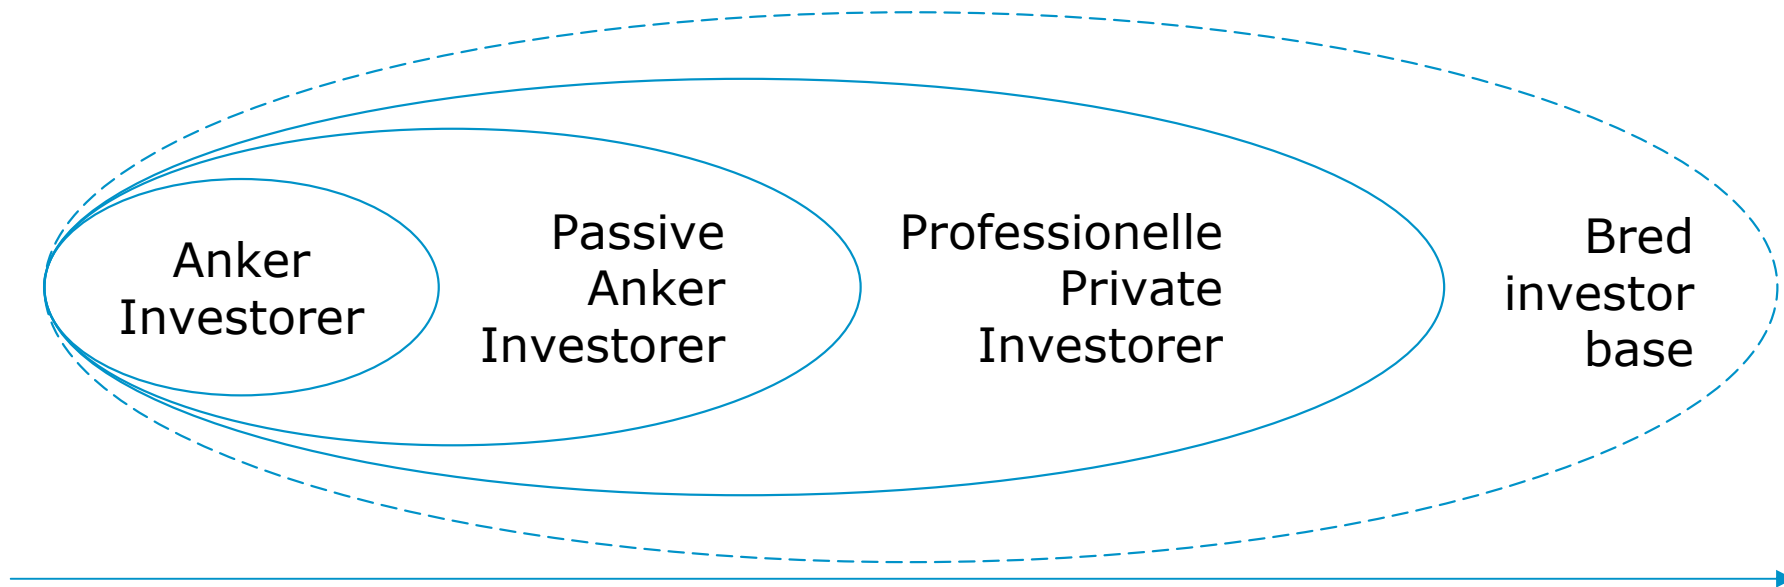 Anker
Investorer
Passive
Anker
Investorer
Professionelle
Private
Investorer
Bred
investor
base